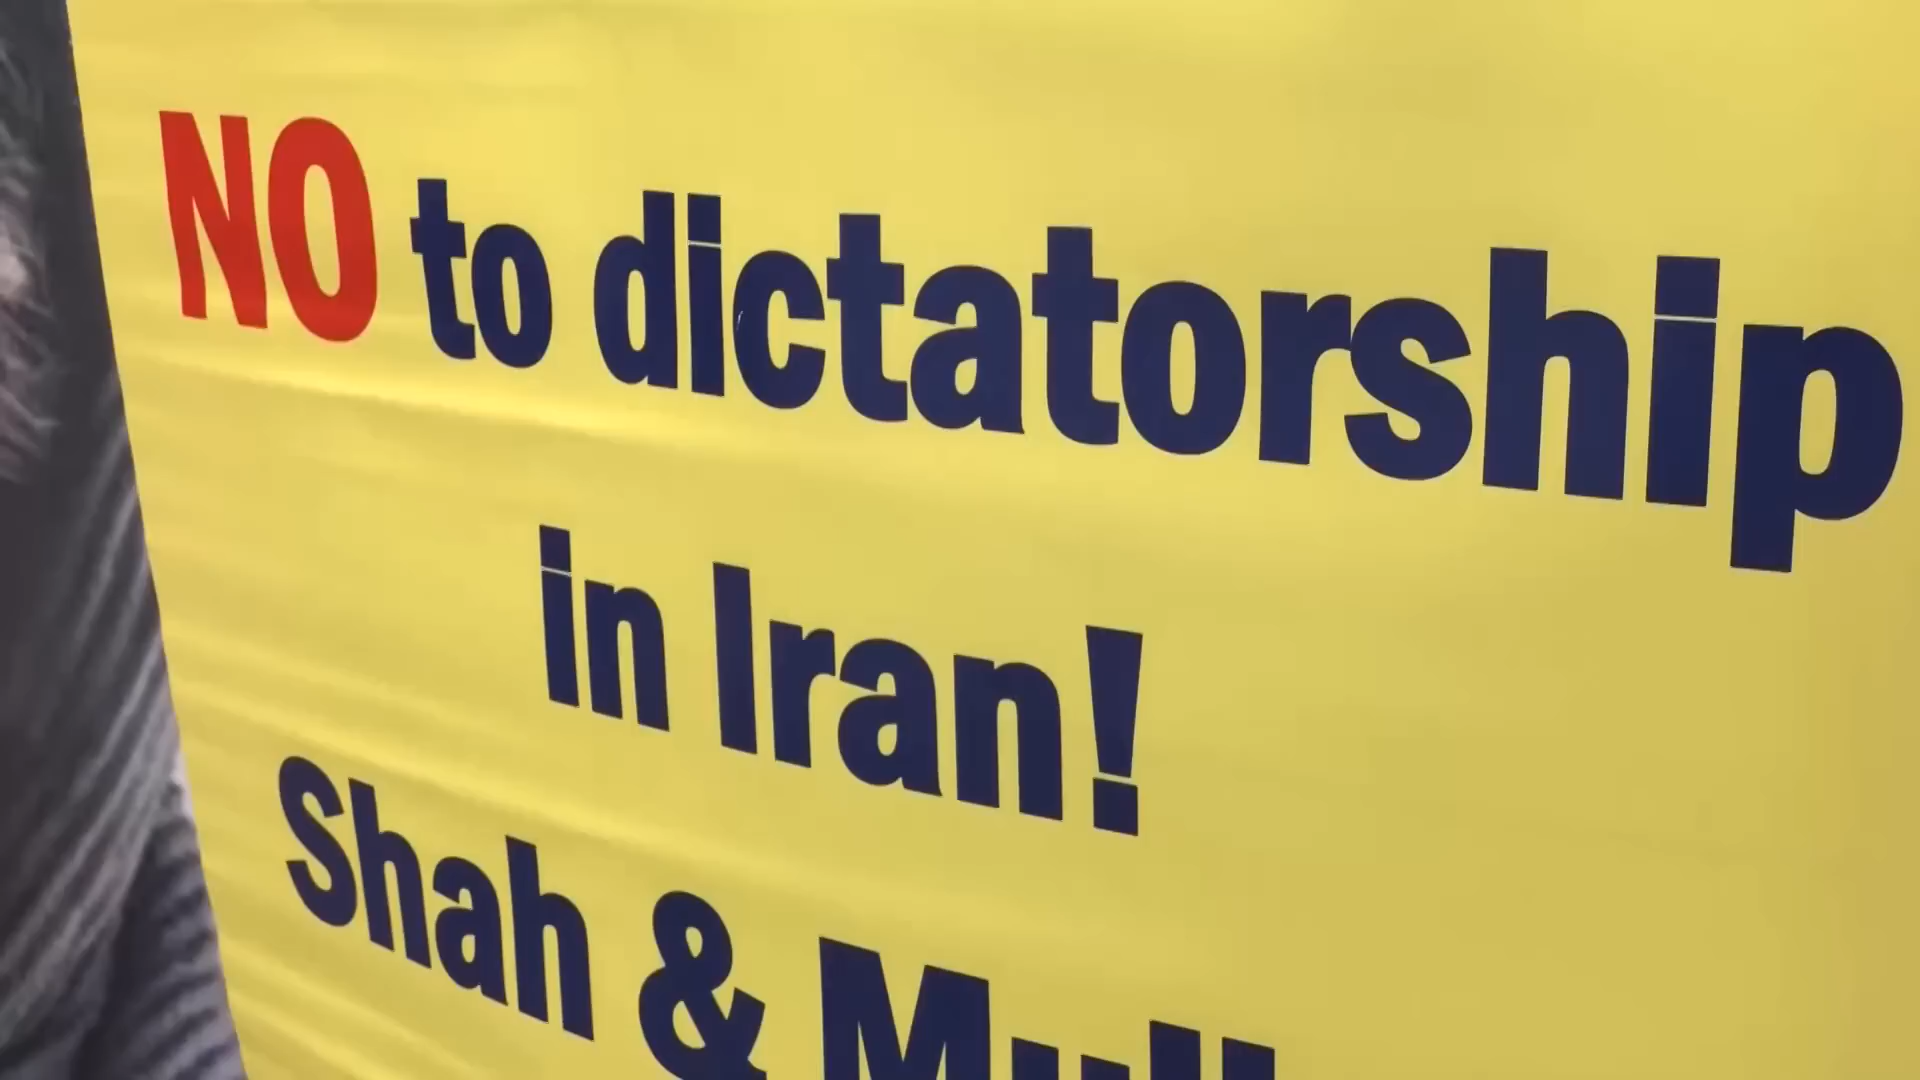 NO to dictatorship
in Iran!
Shah &